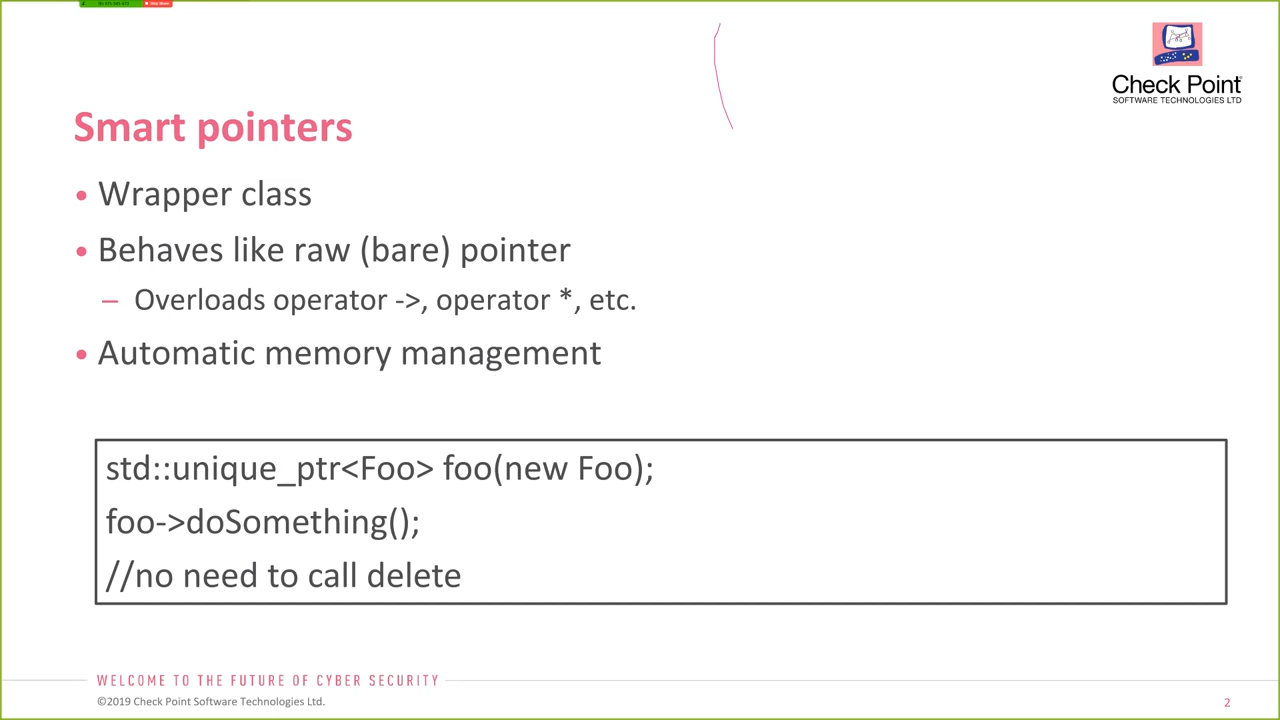 Check Point
SOFTWARE TECHNOLOGIES LTD
Smart pointers
• Wrapper class
• Behaves like raw (bare) pointer
– Overloads operator ->, operator *, etc.
• Automatic memory management
std::unique_ptr<Foo> foo(new Foo);
foo->doSomething();
//no need to call delete
WELCOME TO THE FUTURE OF CYBER SECURITY
©2019 Check Point Software Technologies Ltd.
2